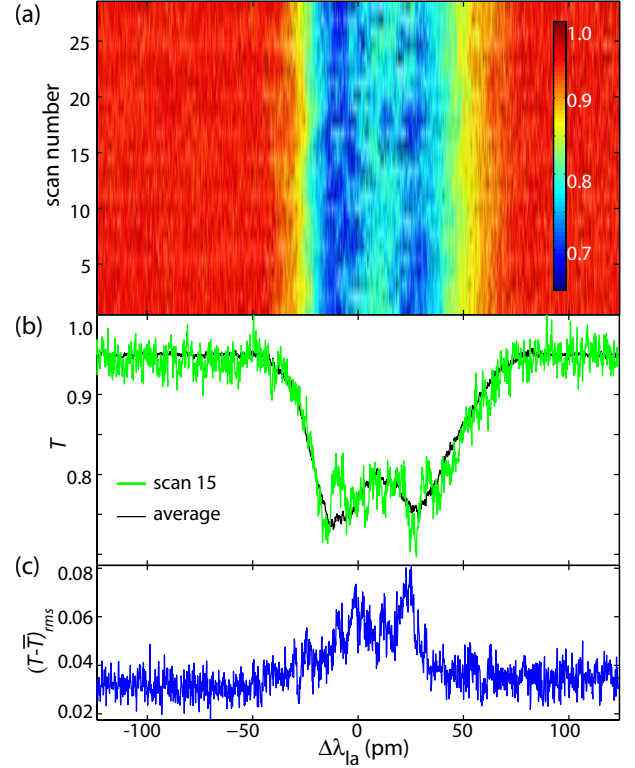 (a)
scan number
25
20
15
10
5
1.0
0.9
0.8
0.7
(b)
T
1.0
0.9
0.8
scan 15
average
(c)
(T-T̅)rms
0.08
0.06
0.04
0.02
-100 −50 0 50 100
Δλla (pm)